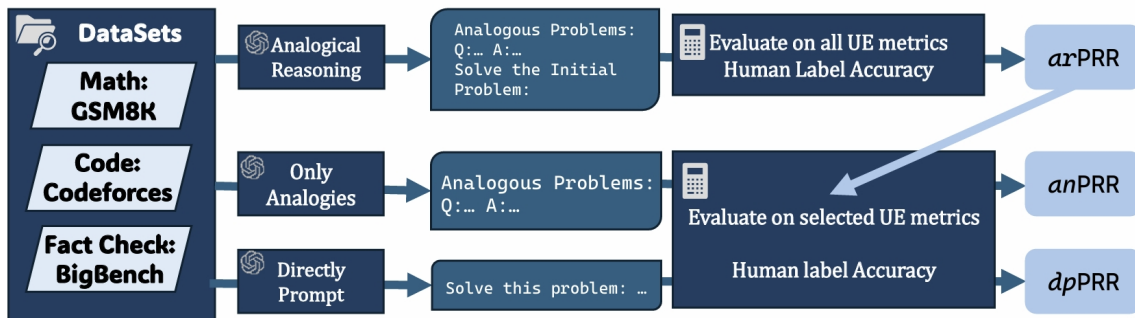 DataSets
Math:
GSM8K
Code:
Codeforces
Fact Check:
BigBench
Analogical
Reasoning
Analogous Problems:
Q:… A:…
Solve the Initial
Problem:
Evaluate on all UE metrics
Human Label Accuracy
arPRR
Only
Analogies
Analogous Problems:
Q:… A:…
Evaluate on selected UE metrics
Human label Accuracy
anPRR
Directly
Prompt
Solve this problem: …
dpPRR